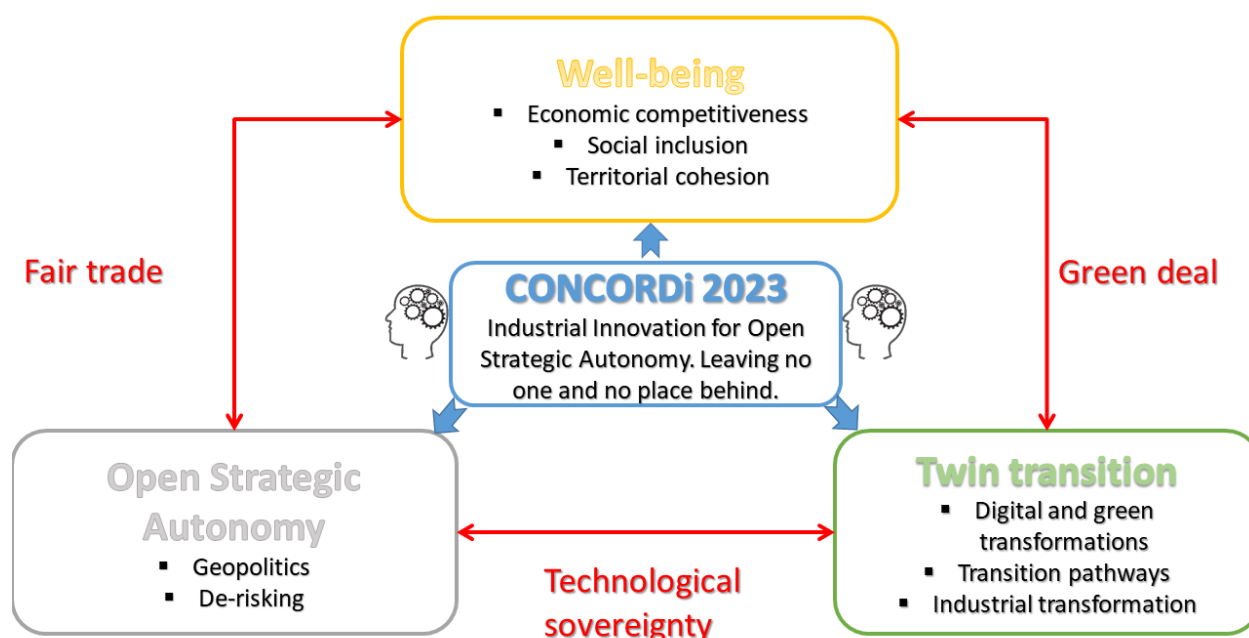 Well-being
▪ Economic competitiveness
▪ Social inclusion
▪ Territorial cohesion
Fair trade
Green deal
CONCORDi 2023
Industrial Innovation for Open
Strategic Autonomy. Leaving no
one and no place behind.
Open Strategic
Autonomy
▪ Geopolitics
▪ De-risking
Technological
sovereignty
Twin transition
▪ Digital and green
transformations
▪ Transition pathways
▪ Industrial transformation